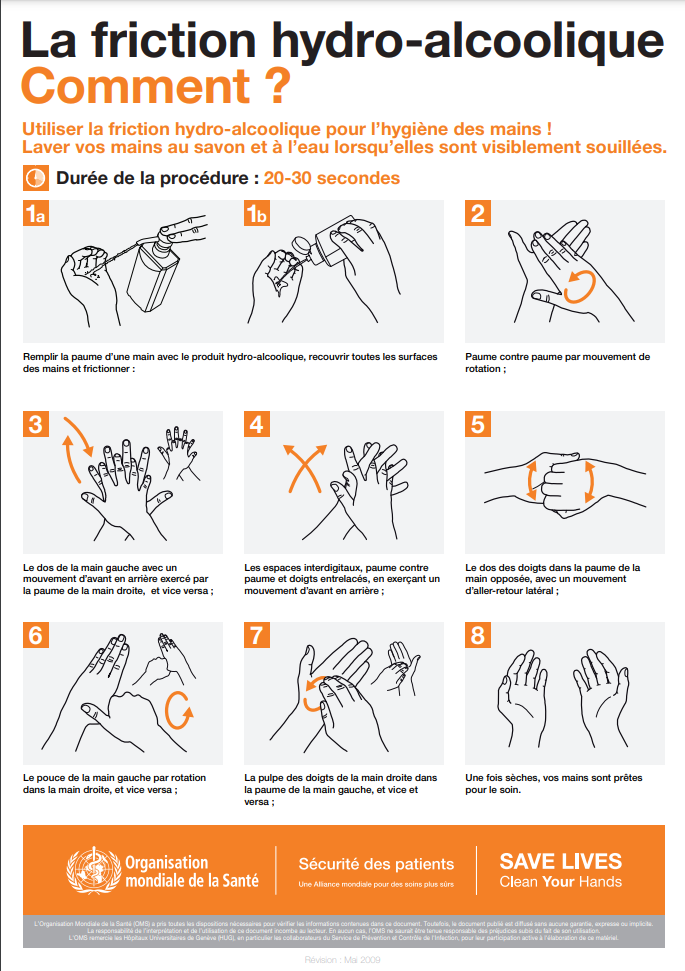 La friction hydro-alcoolique
Comment ?
Utiliser la friction hydro-alcoolique pour l'hygiène des mains !
Laver vos mains au savon et à l'eau lorsqu'elles sont visiblement souillées.
Durée de la procédure : 20-30 secondes
1a
1b
2
Remplir la paume d'une main avec le produit hydro-alcoolique, recouvrir toutes les surfaces
des mains et frictionner :
Paume contre paume par mouvement de
rotation ;
3
4
5
Le dos de la main gauche avec un
mouvement d'avant en arrière exercé par
la paume de la main droite, et vice versa ;
Les espaces interdigitaux, paume contre
paume et doigts entrelacés, en exerçant un
mouvement d'avant en arrière ;
Le dos des doigts dans la paume de la
main opposée, avec un mouvement
d'aller-retour latéral ;
6
7
8
Le pouce de la main gauche par rotation
dans la main droite, et vice versa ;
La pulpe des doigts de la main droite dans
la paume de la main gauche, et vice et
versa ;
Une fois sèches, vos mains sont prêtes
pour le soin.
Organisation
mondiale de la Santé
Sécurité des patients
Une Alliance mondiale pour des soins plus sûrs
SAVE LIVES
Clean Your Hands
L'Organisation Mondiale de la Santé (OMS) a pris toutes les dispositions nécessaires pour vérifier les informations contenues dans ce document. Toutefois, le document publié est diffusé sans aucune garantie, expresse ou implicite.
La responsabilité de l'interprétation et de l'utilisation de ce document incombe au lecteur. En aucun cas, l'OMS ne saurait être tenue responsable des préjudices subis du fait de son utilisation.
L'OMS remercie les Hôpitaux Universitaires de Genève (HUG), en particulier les collaborateurs du Service de Prévention et Contrôle de l'Infection, pour leur participation active à l'élaboration de ce matériel.
Révision : Mai 2009